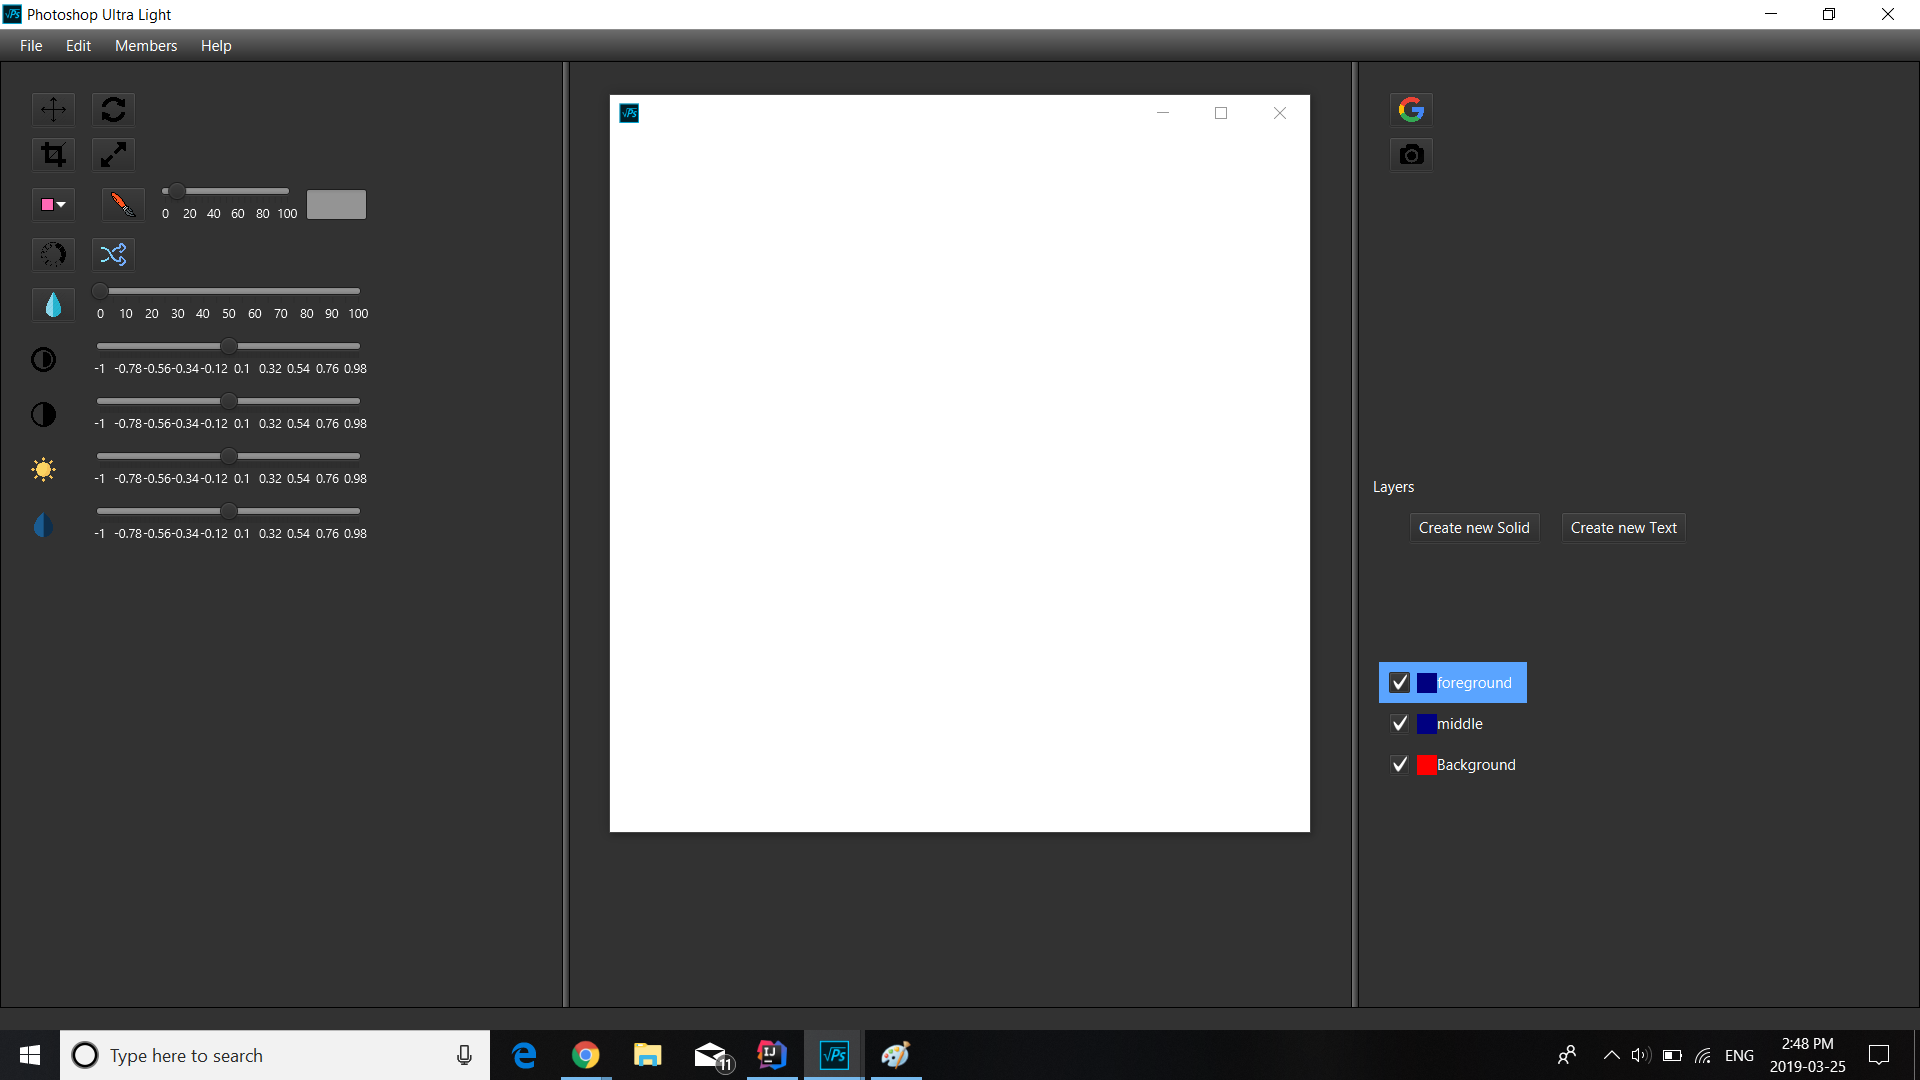 Photoshop Ultra Light
File Edit Members Help
0 20 40 60 80 100
0 10 20 30 40 50 60 70 80 90 100
-1 -0.78 -0.56 -0.34 -0.12 0.1 0.32 0.54 0.76 0.98
-1 -0.78 -0.56 -0.34 -0.12 0.1 0.32 0.54 0.76 0.98
-1 -0.78 -0.56 -0.34 -0.12 0.1 0.32 0.54 0.76 0.98
-1 -0.78 -0.56 -0.34 -0.12 0.1 0.32 0.54 0.76 0.98
√Ps
Layers
Create new Solid Create new Text
foreground
middle
Background
Type here to search
11
IJ
√Ps
ENG
2:48 PM
2019-03-25